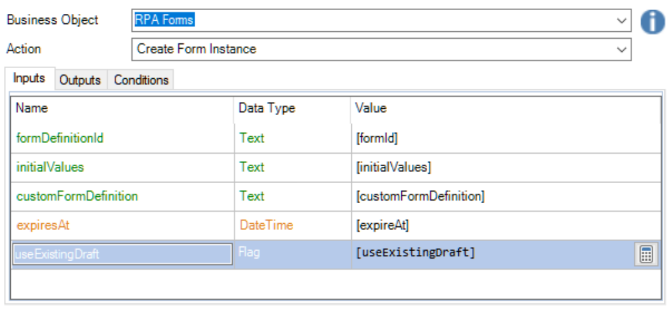 Business Object RPA Forms
Action Create Form Instance
Inputs Outputs Conditions
Name Data Type Value
formDefinitionId Text [formId]
initialValues Text [initialValues]
customFormDefinition Text [customFormDefinition]
expiresAt DateTime [expireAt]
useExistingDraft Flag [useExistingDraft]